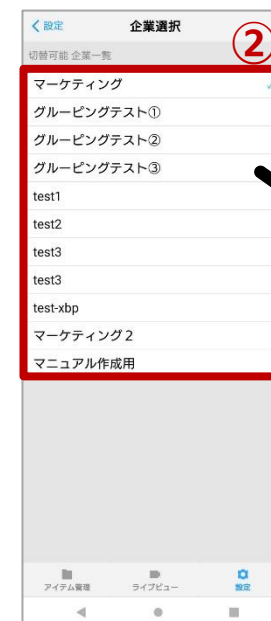 設定 企業選択
②
切替可能 企業一覧
マーケティング
グルーピングテスト①
グルーピングテスト②
グルーピングテスト③
test1
test2
test3
test3
test-xbp
マーケティング2
マニュアル作成用
アイテム管理 ライブビュー 設定